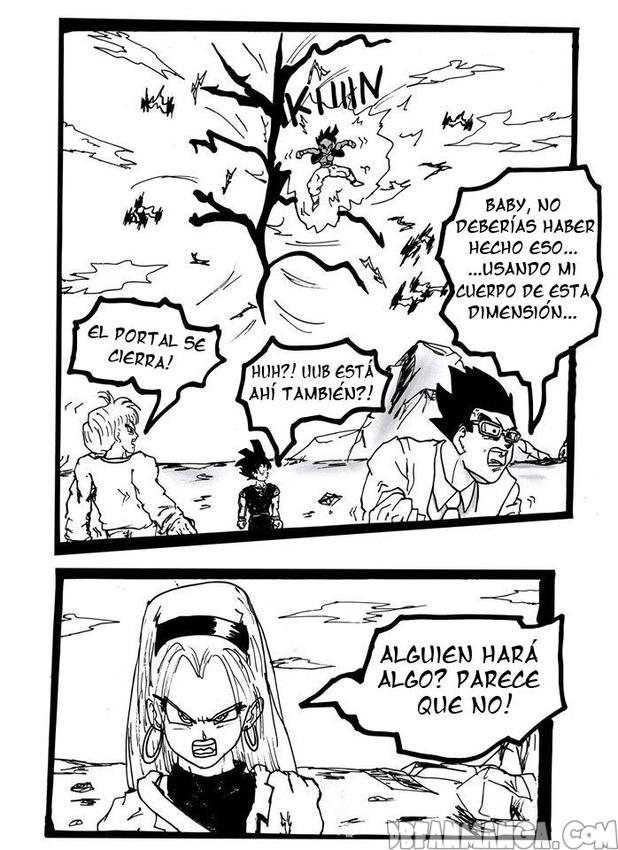 KIIIN
BABY, NO
DEBERÍAS HABER
HECHO ESO...
...USANDO MI
CUERPO DE ESTA
DIMENSIÓN...
EL PORTAL SE
CIERRA!
HUH?! UUB ESTÁ
AHÍ TAMBIÉN?!
ALGUIEN HARÁ
ALGO? PARECE
QUE NO!
DBFANMANGA.COM